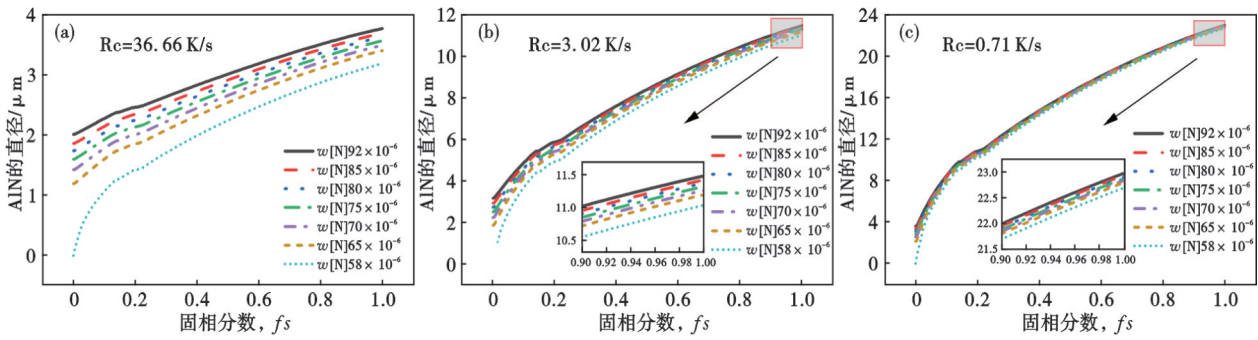 (a)
Rc=36.66 K/s
AlN的直径/μm
4
3
2
1
0
w[N]92×10⁻⁶
w[N]85×10⁻⁶
w[N]80×10⁻⁶
w[N]75×10⁻⁶
w[N]70×10⁻⁶
w[N]65×10⁻⁶
w[N]58×10⁻⁶
0 0.2 0.4 0.6 0.8 1.0
固相分数, fs
(b)
Rc=3.02 K/s
AlN的直径/μm
12
10
8
6
4
2
0
w[N]92×10⁻⁶
w[N]85×10⁻⁶
w[N]80×10⁻⁶
w[N]75×10⁻⁶
w[N]70×10⁻⁶
w[N]65×10⁻⁶
w[N]58×10⁻⁶
11.5
11.0
10.5
0.90 0.92 0.94 0.96 0.98 1.00
0 0.2 0.4 0.6 0.8 1.0
固相分数, fs
(c)
Rc=0.71 K/s
AlN的直径/μm
24
20
16
12
8
4
0
w[N]92×10⁻⁶
w[N]85×10⁻⁶
w[N]80×10⁻⁶
w[N]75×10⁻⁶
w[N]70×10⁻⁶
w[N]65×10⁻⁶
w[N]58×10⁻⁶
23.0
22.5
22.0
21.5
0.90 0.92 0.94 0.96 0.98 1.00
0 0.2 0.4 0.6 0.8 1.0
固相分数, fs